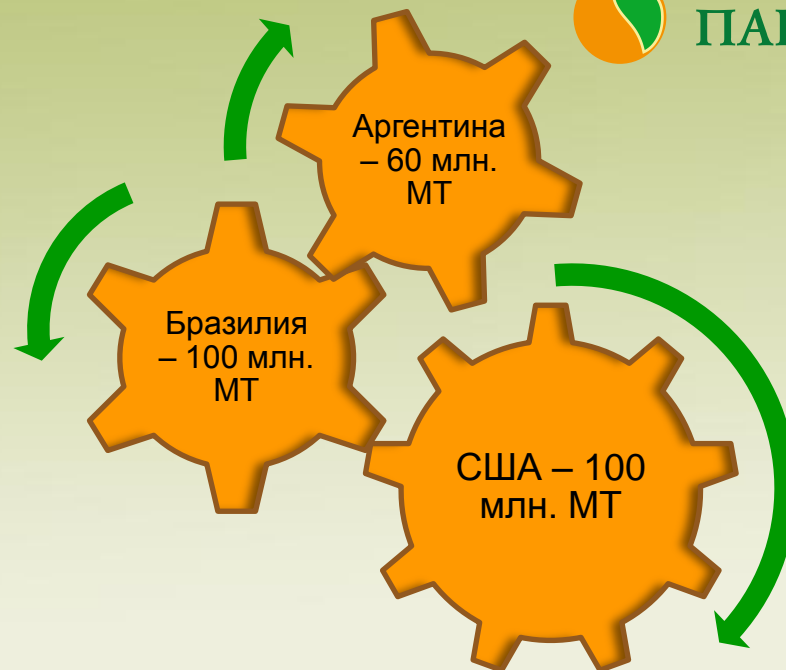 Аргентина
– 60 млн.
МТ
Бразилия
– 100 млн.
МТ
США – 100
млн. МТ